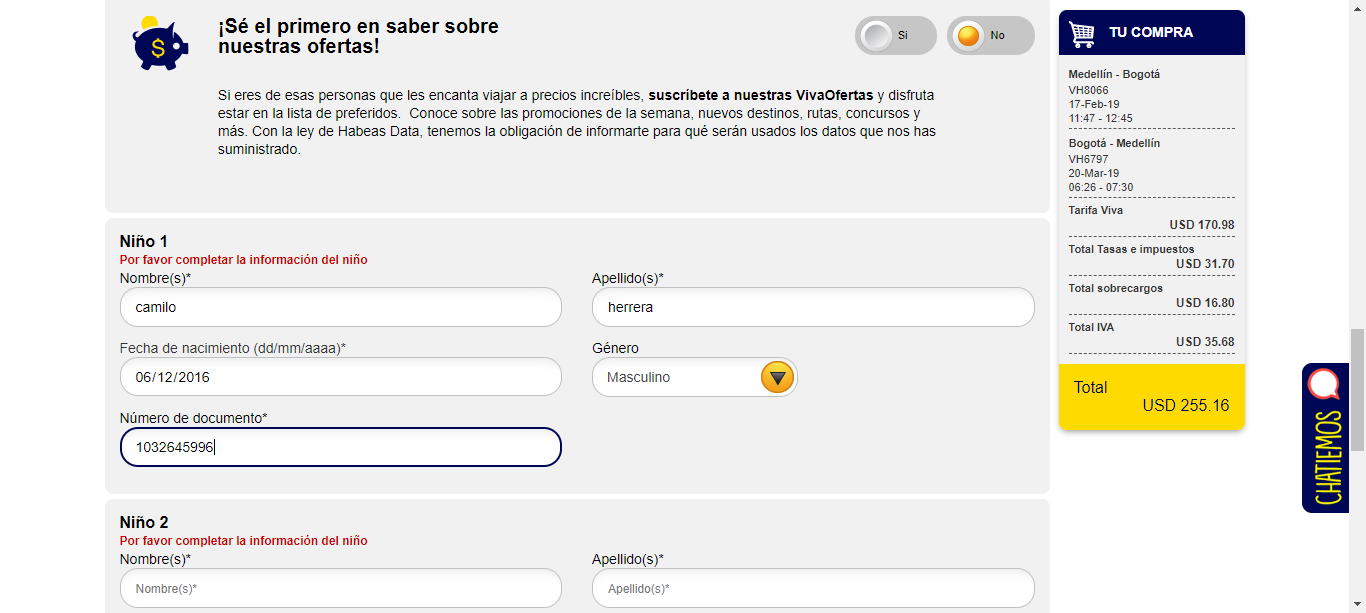 ¡Sé el primero en saber sobre
nuestras ofertas!
Si
No
Si eres de esas personas que les encanta viajar a precios increíbles, suscríbete a nuestras VivaOfertas y disfruta
estar en la lista de preferidos. Conoce sobre las promociones de la semana, nuevos destinos, rutas, concursos y
más. Con la ley de Habeas Data, tenemos la obligación de informarte para qué serán usados los datos que nos has
suministrado.
Niño 1
Por favor completar la información del niño
Nombre(s)*
Apellido(s)*
camilo
herrera
Fecha de nacimiento (dd/mm/aaaa)*
Género
06/12/2016
Masculino
Número de documento*
1032645996
Niño 2
Por favor completar la información del niño
Nombre(s)*
Apellido(s)*
Nombre(s)*
Apellido(s)*
TU COMPRA
Medellín - Bogotá
VH8066
17-Feb-19
11:47 - 12:45
Bogotá - Medellín
VH6797
20-Mar-19
06:26 - 07:30
Tarifa Viva
USD 170.98
Total Tasas e impuestos
USD 31.70
Total sobrecargos
USD 16.80
Total IVA
USD 35.68
Total
USD 255.16
CHATIEMOS